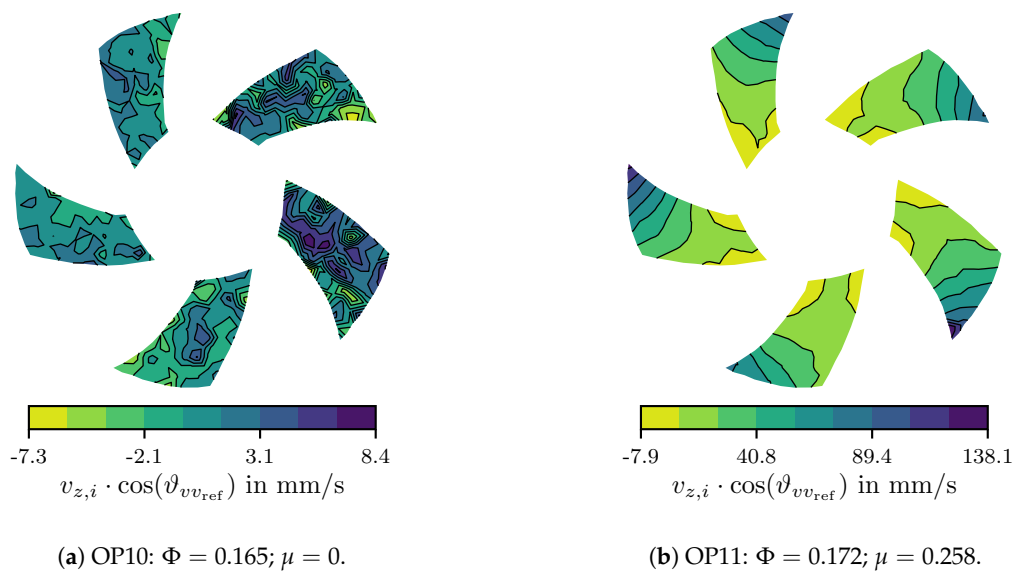 -7.3 -2.1 3.1 8.4
v_{z,i} · cos(ϑ_{vv_ref}) in mm/s
(a) OP10: Φ = 0.165; μ = 0.
-7.9 40.8 89.4 138.1
v_{z,i} · cos(ϑ_{vv_ref}) in mm/s
(b) OP11: Φ = 0.172; μ = 0.258.